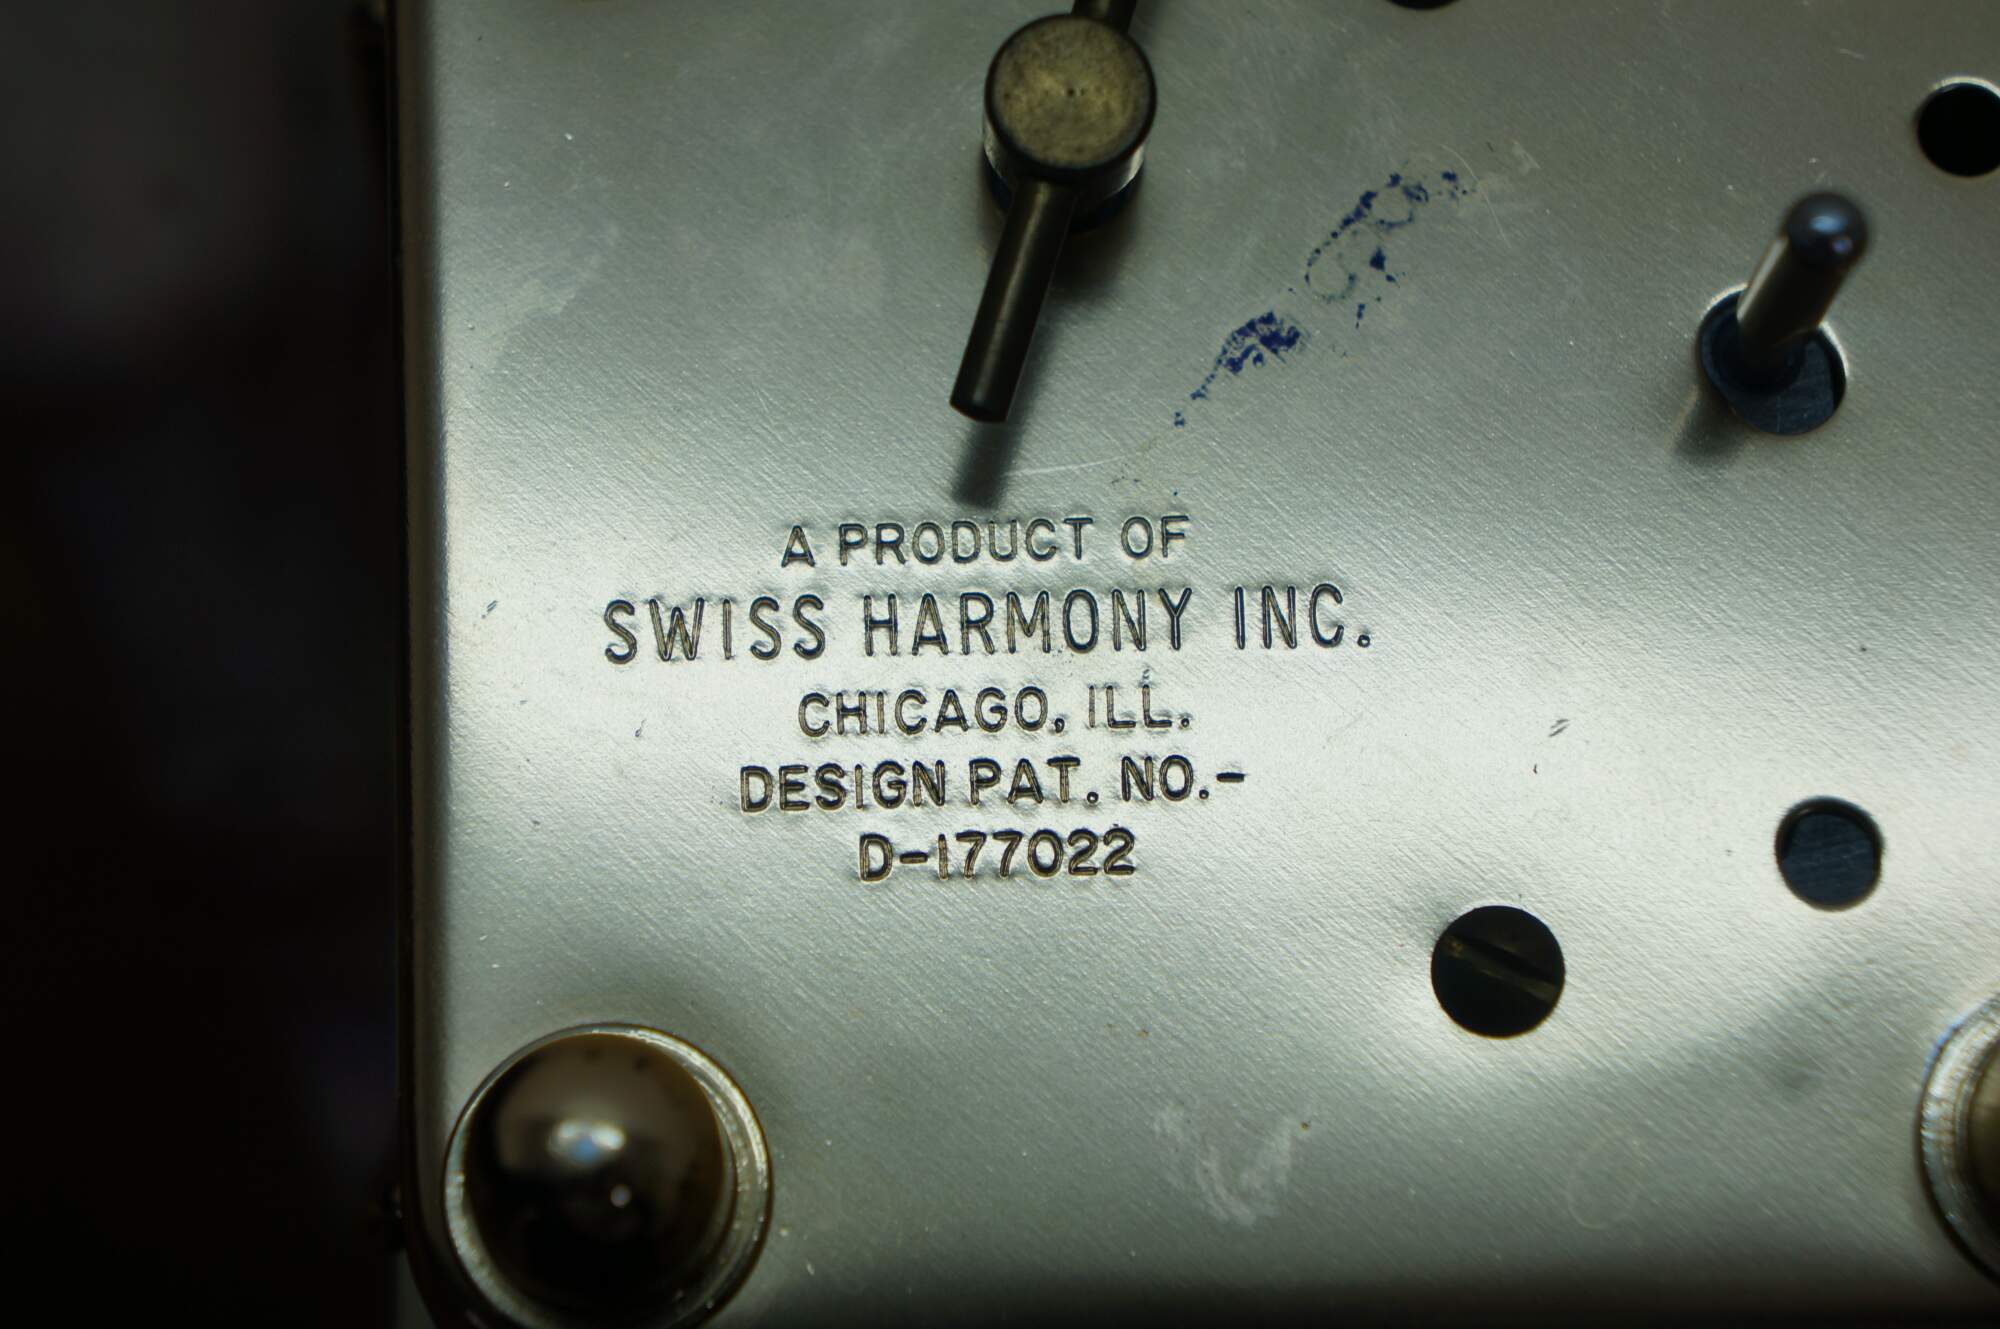 A PRODUCT OF
SWISS HARMONY INC.
CHICAGO, ILL.
DESIGN PAT. NO.-
D-177022